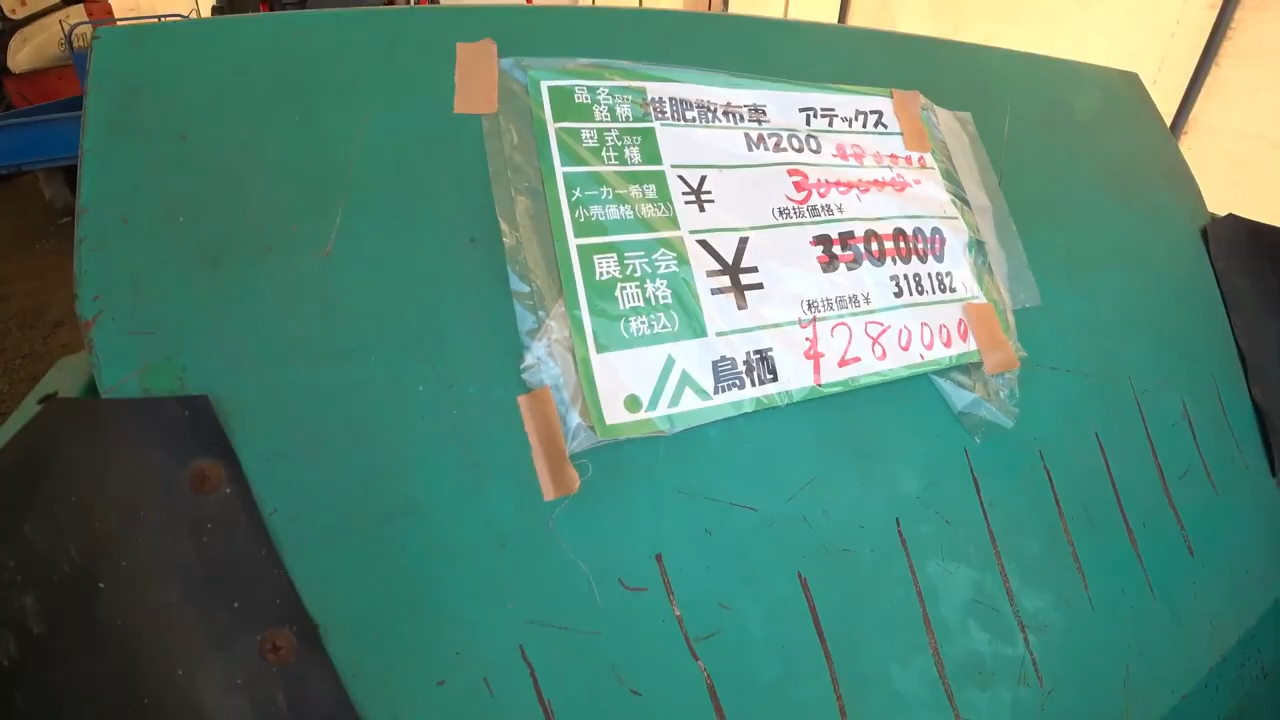 品名及び銘柄 堆肥散布車 アテックス
型式及び仕様 M200
メーカー希望小売価格(税込) ¥ 300,000-
(税抜価格¥
展示会価格(税込) ¥ 350,000
(税抜価格¥ 318,182
鳥栖 ¥280,000